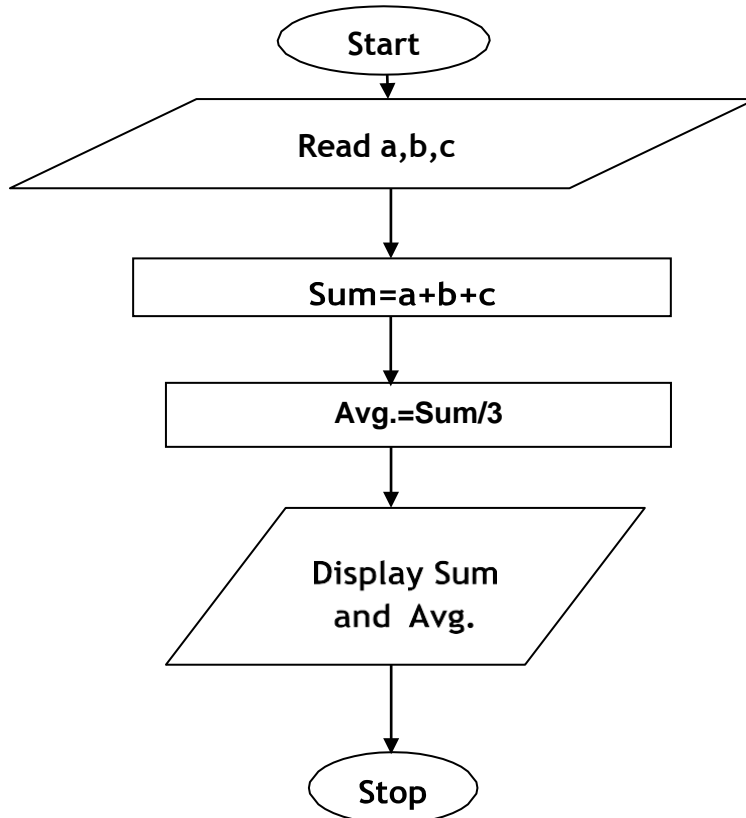 Start
Read a,b,c
Sum=a+b+c
Avg.=Sum/3
Display Sum
and Avg.
Stop